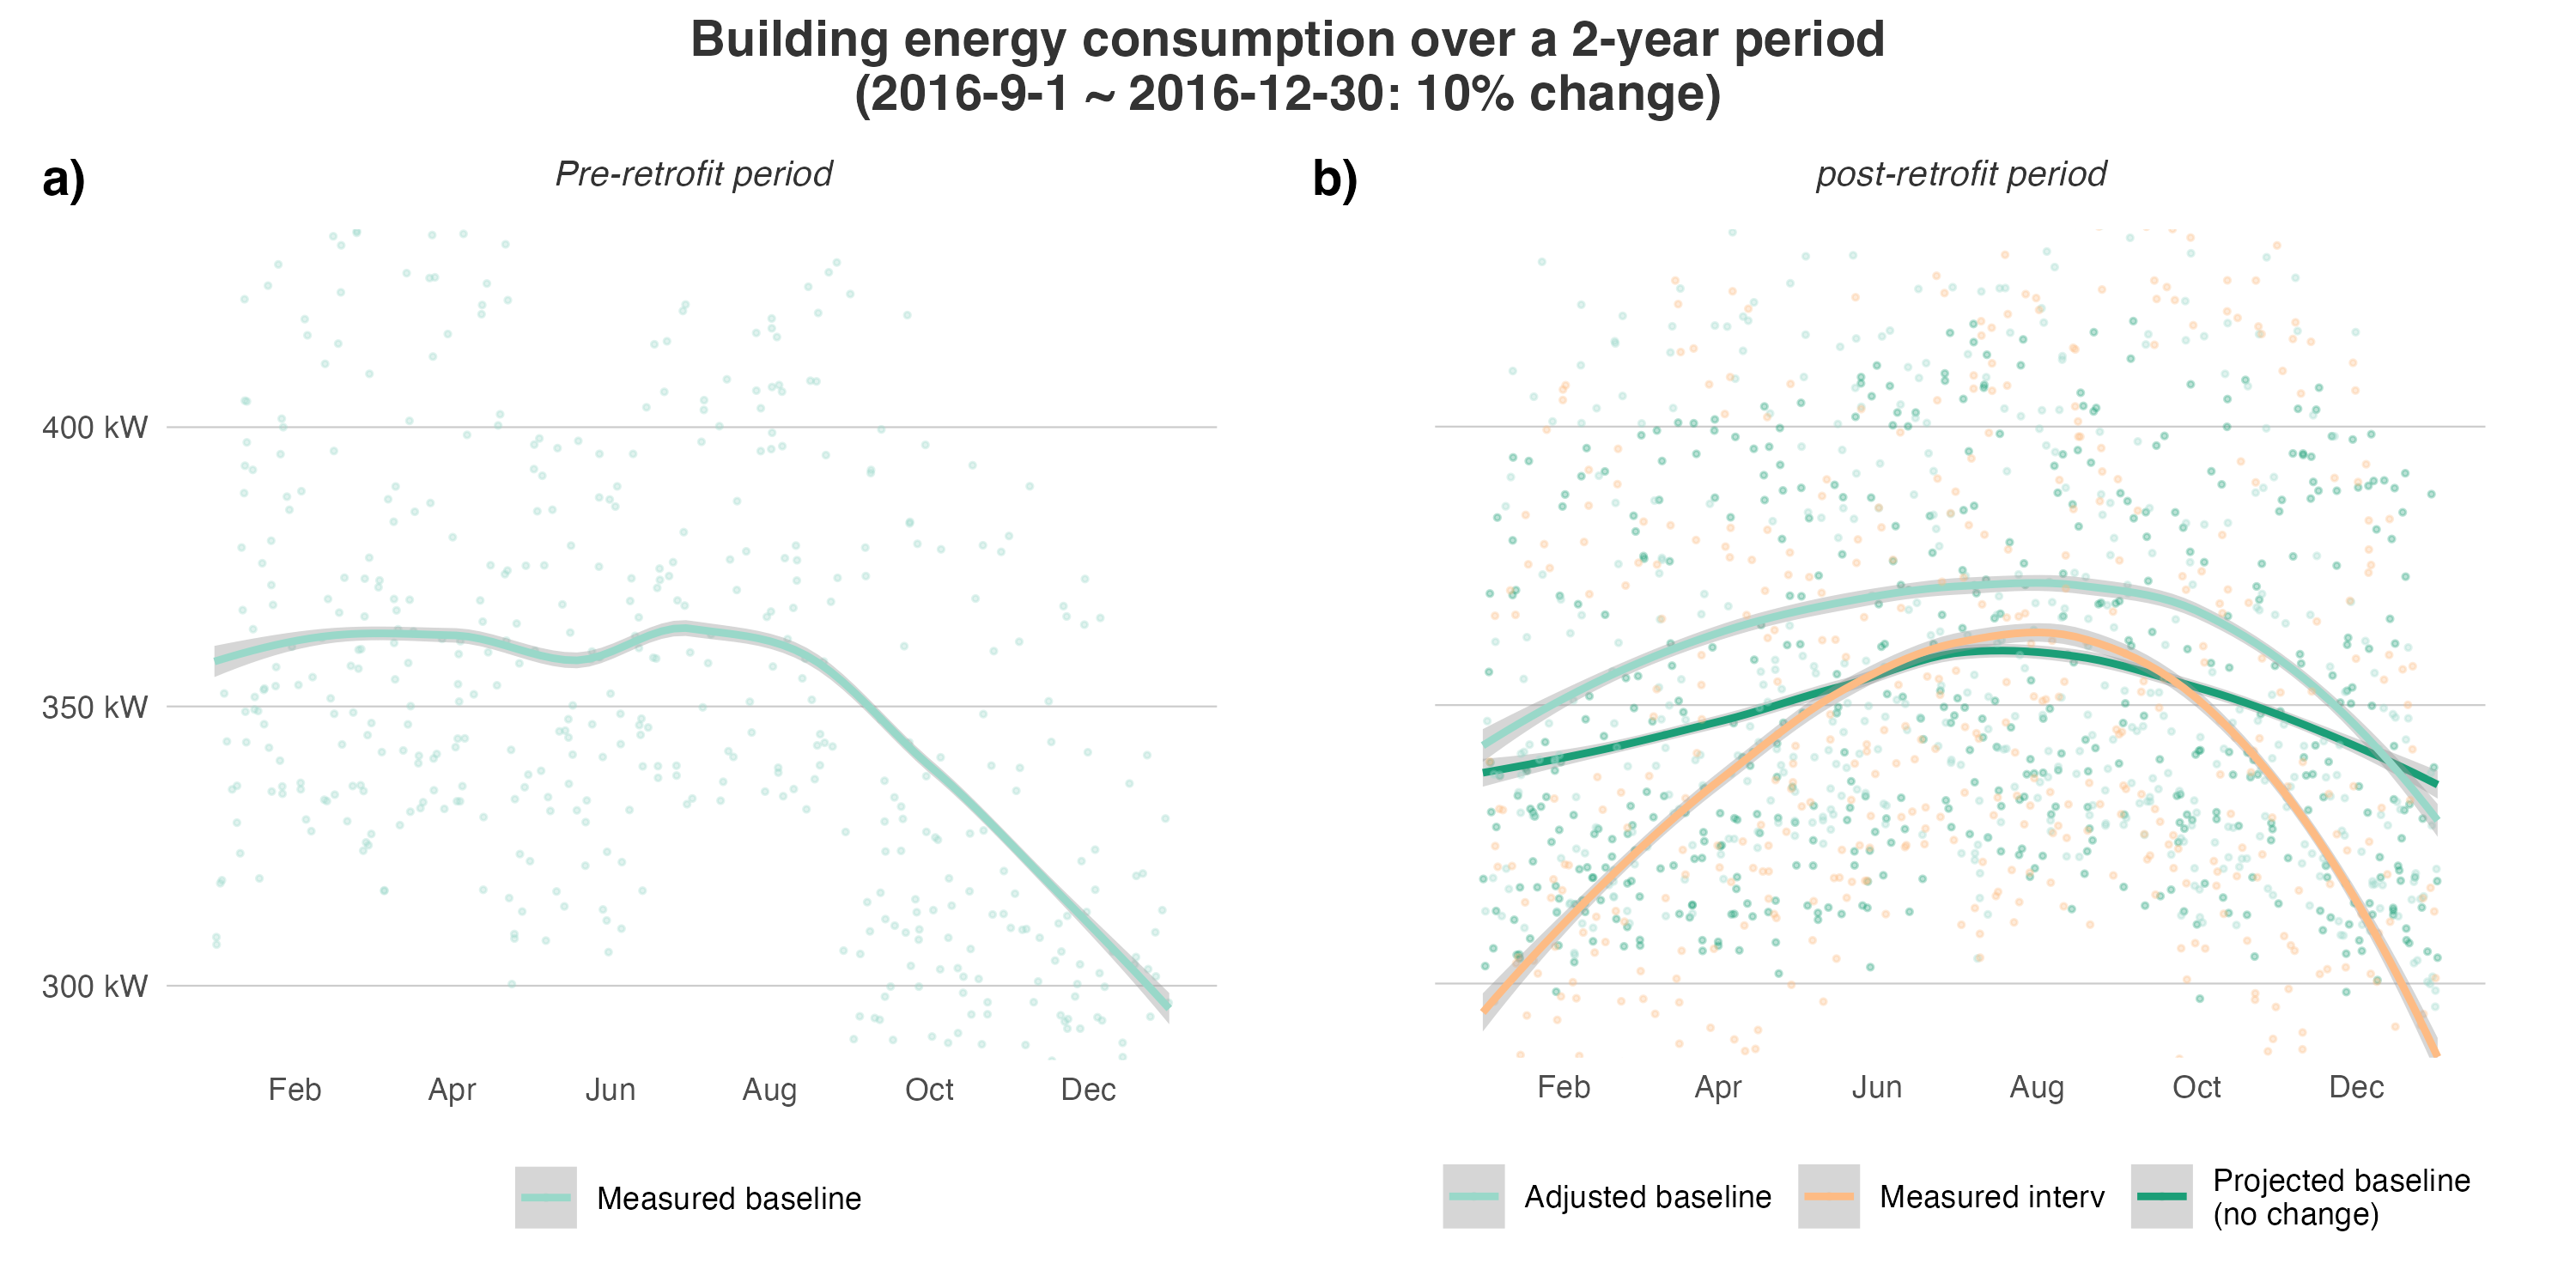 Building energy consumption over a 2-year period
(2016-9-1 ~ 2016-12-30: 10% change)
a)
Pre-retrofit period
400 kW
350 kW
300 kW
Feb Apr Jun Aug Oct Dec
Measured baseline
b)
post-retrofit period
Feb Apr Jun Aug Oct Dec
Adjusted baseline
Measured interv
Projected baseline
(no change)